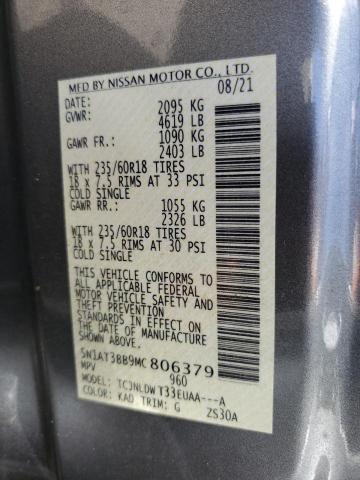 MFD BY NISSAN MOTOR CO., LTD.
DATE: 08/21
GVWR: 2095 KG
4619 LB
GAWR FR.: 1090 KG
2403 LB
WITH 235/60R18 TIRES
18 x 7.5 RIMS AT 33 PSI
COLD SINGLE
GAWR RR.: 1055 KG
2326 LB
WITH 235/60R18 TIRES
18 x 7.5 RIMS AT 30 PSI
COLD SINGLE
THIS VEHICLE CONFORMS TO
ALL APPLICABLE FEDERAL
MOTOR VEHICLE SAFETY AND
THEFT PREVENTION
STANDARDS IN EFFECT ON
THE DATE OF MANUFACTURE
5N1AT3BB9MC806379
MPV 960
MODEL: TCJNLDWT33EUAA---A
COLOR: KAD TRIM: G ZS30A